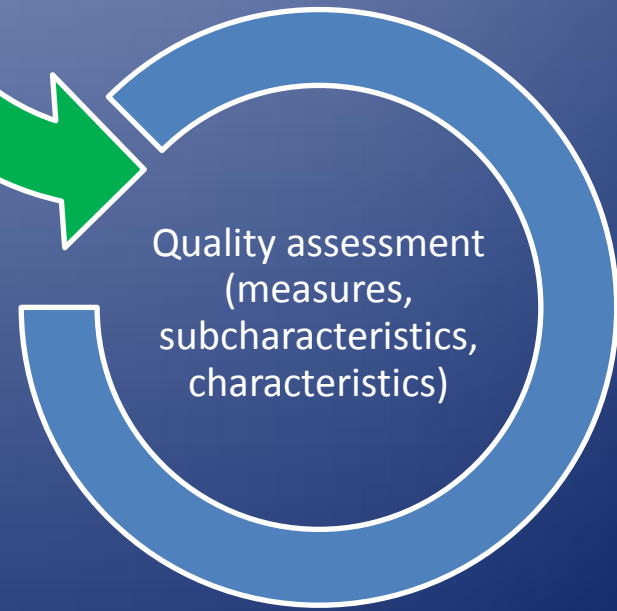 Quality assessment
(measures,
subcharacteristics,
characteristics)